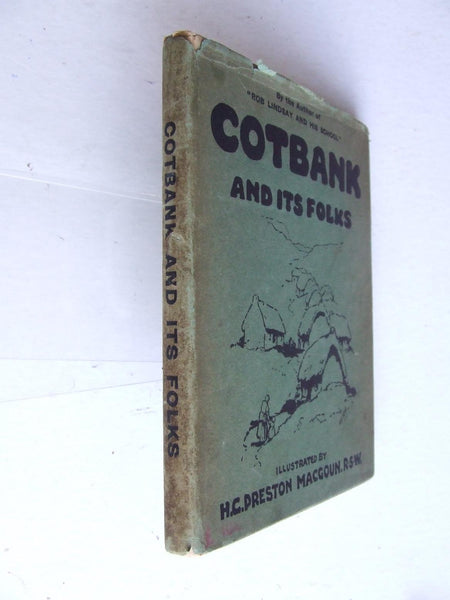 COTBANK AND ITS FOLKS
By the Author of
"ROB LINDSAY AND HIS SCHOOL"
COTBANK
AND ITS FOLKS
ILLUSTRATED BY
H.C. PRESTON MACGOUN. R.S.W.